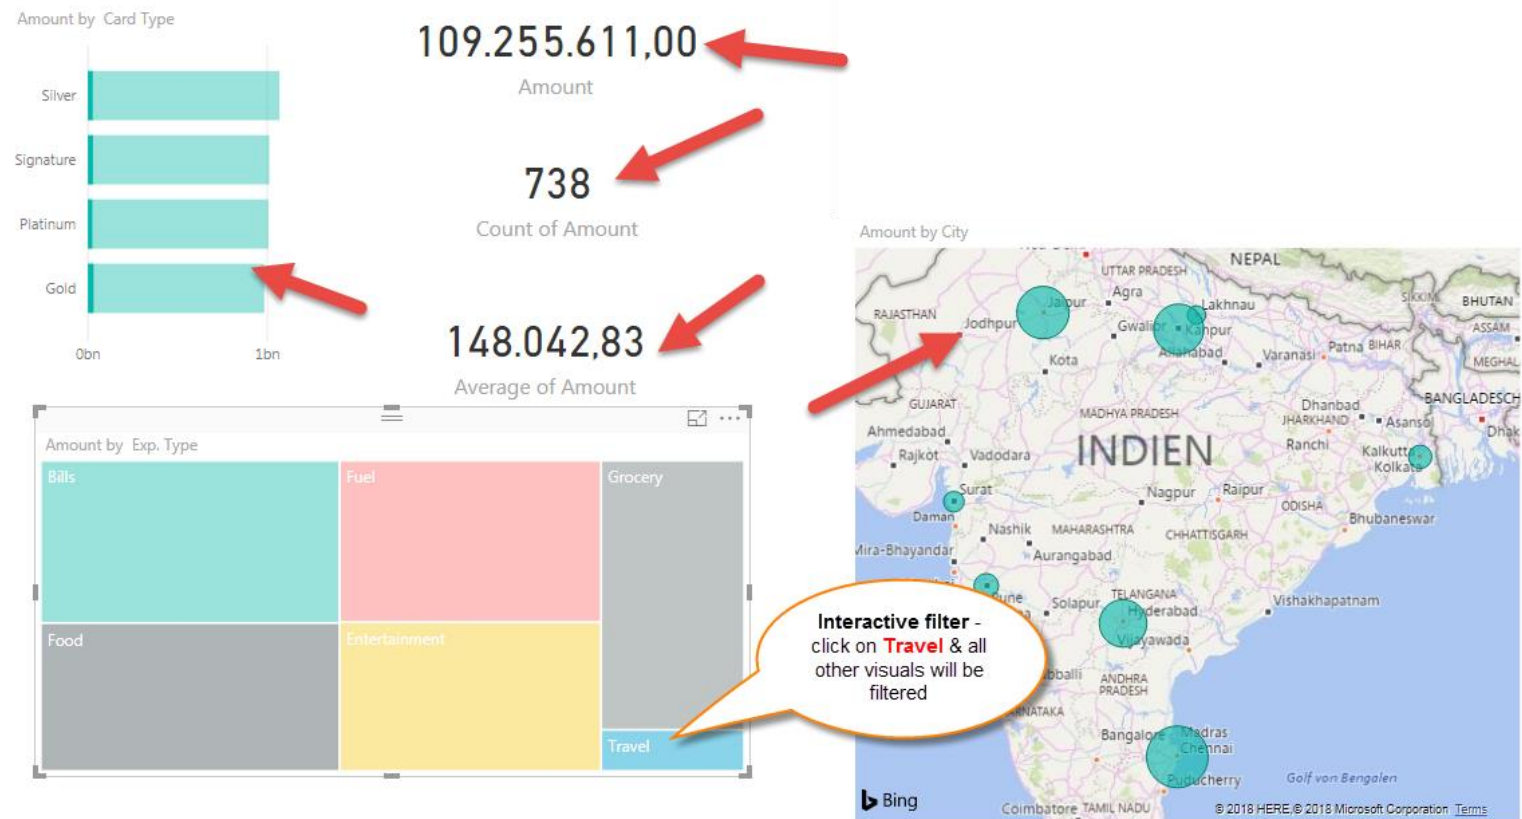 Amount by Card Type
Silver
Signature
Platinum
Gold
0bn 1bn
109.255.611,00
Amount
738
Count of Amount
148.042,83
Average of Amount
Amount by Exp. Type
Bills
Fuel
Grocery
Food
Entertainment
Travel
Interactive filter -
click on Travel & all
other visuals will be
filtered
Amount by City
NEPAL
UTTAR PRADESH
Agra
Jaipur
Lakhnau
SIKKIM
BHUTAN
RAJASTHAN
Jodhpur
Gwalior
Kanpur
ASSAM
Allahabad
Varanasi
Patna
BIHAR
MEGHAL
Kota
GUJARAT
MADHYA PRADESH
Dhanbad
JHARKHAND
Asansol
BANGLADESCH
Dhak
Ahmedabad
Rajkot
Vadodara
INDIEN
Ranchi
Kalkutta
Kolkata
Surat
Nagpur
Raipur
ODISHA
Daman
Nashik
MAHARASHTRA
CHHATTISGARH
Bhubaneswar
Mira-Bhayandar
Aurangabad
Pune
Solapur
TELANGANA
Hyderabad
Vishakhapatnam
Vijayawada
bballi
ANDHRA
PRADESH
RNATAKA
Bangalore
Madras
Chennai
Puducherry
Golf von Bengalen
Bing
Coimbatore
TAMIL NADU
© 2018 HERE,© 2018 Microsoft Corporation Terms